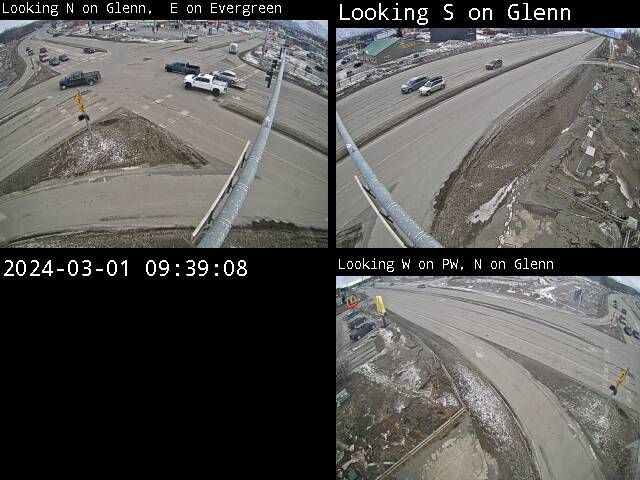 Looking N on Glenn, E on Evergreen
Looking S on Glenn
2024-03-01 09:39:08
Looking W on PW, N on Glenn